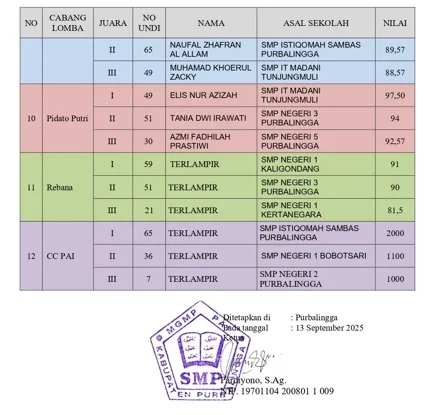 NO CABANG LOMBA JUARA NO UNDI NAMA ASAL SEKOLAH NILAI
II 65 NAUFAL ZHAFRAN AL ALLAM SMP ISTIQOMAH SAMBAS PURBALINGGA 89,57
III 49 MUHAMAD KHOERUL ZACKY SMP IT MADANI TUNJUNGMULI 88,57
10 Pidato Putri I 49 ELIS NUR AZIZAH SMP IT MADANI TUNJUNGMULI 97,50
II 51 TANIA DWI IRAWATI SMP NEGERI 3 PURBALINGGA 94
III 30 AZMI FADHILAH PRASTIWI SMP NEGERI 5 PURBALINGGA 92,57
11 Rebana I 59 TERLAMPIR SMP NEGERI 1 KALIGONDANG 91
II 51 TERLAMPIR SMP NEGERI 3 PURBALINGGA 90
III 21 TERLAMPIR SMP NEGERI 1 KERTANEGARA 81,5
12 CC PAI I 65 TERLAMPIR SMP ISTIQOMAH SAMBAS PURBALINGGA 2000
II 36 TERLAMPIR SMP NEGERI 1 BOBOTSARI 1100
III 7 TERLAMPIR SMP NEGERI 2 PURBALINGGA 1000
Ditetapkan di : Purbalingga
Pada tanggal : 13 September 2025
Ketua
MGMP PA
KABUPAT EN PURB
SMP
S.Ag.
19701104 200801 1 009